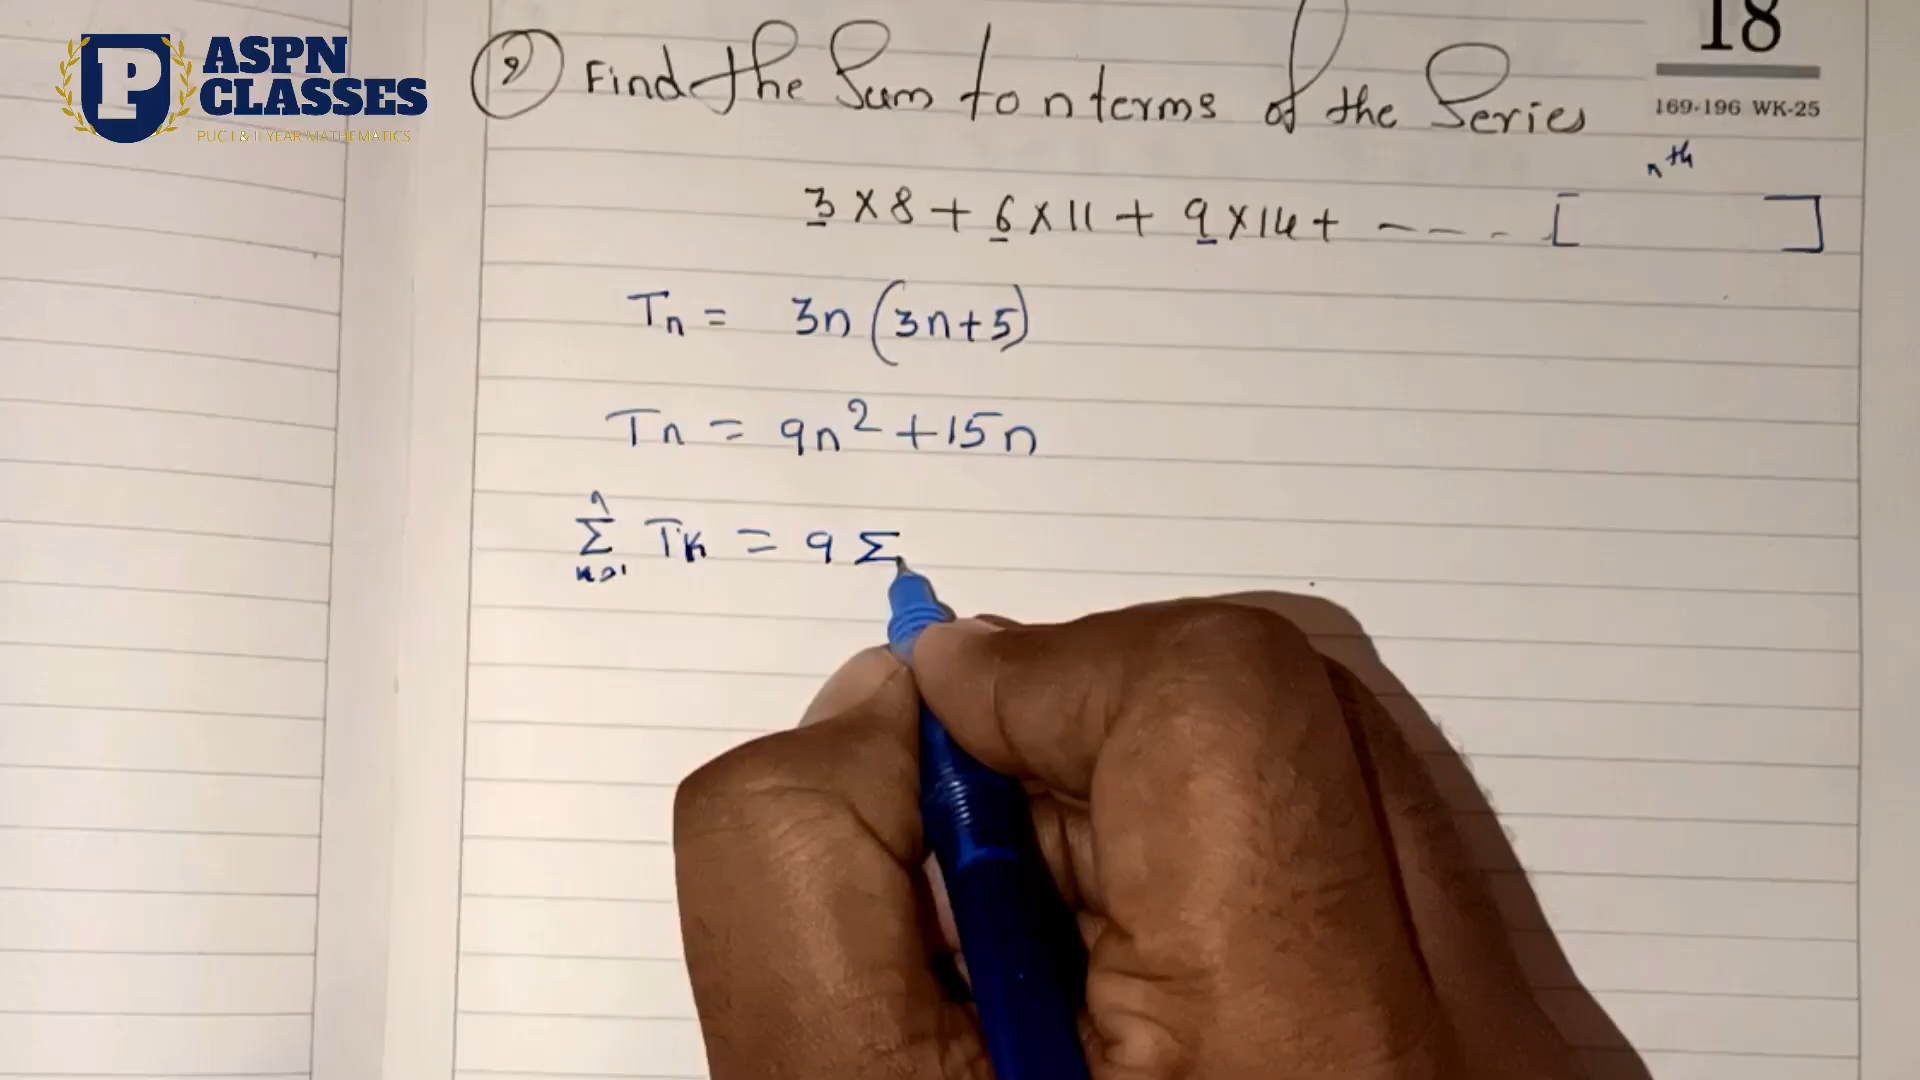 ASPN
CLASSES
PUC I & II YEAR MATHEMATICS
P
18
169-196 WK-25
② Find the Sum to n terms of the Series
nth
3 × 8 + 6 × 11 + 9 × 14 + - - - - [ ]
Tn = 3n (3n+5)
Tn = 9n² + 15n
n
Σ Tk = 9 Σ
k=1